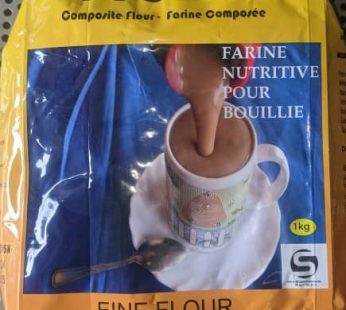 Composite Flour - Farine Composée
FARINE
NUTRITIVE
POUR
BOUILLIE
1kg
S
FINE FLOUR